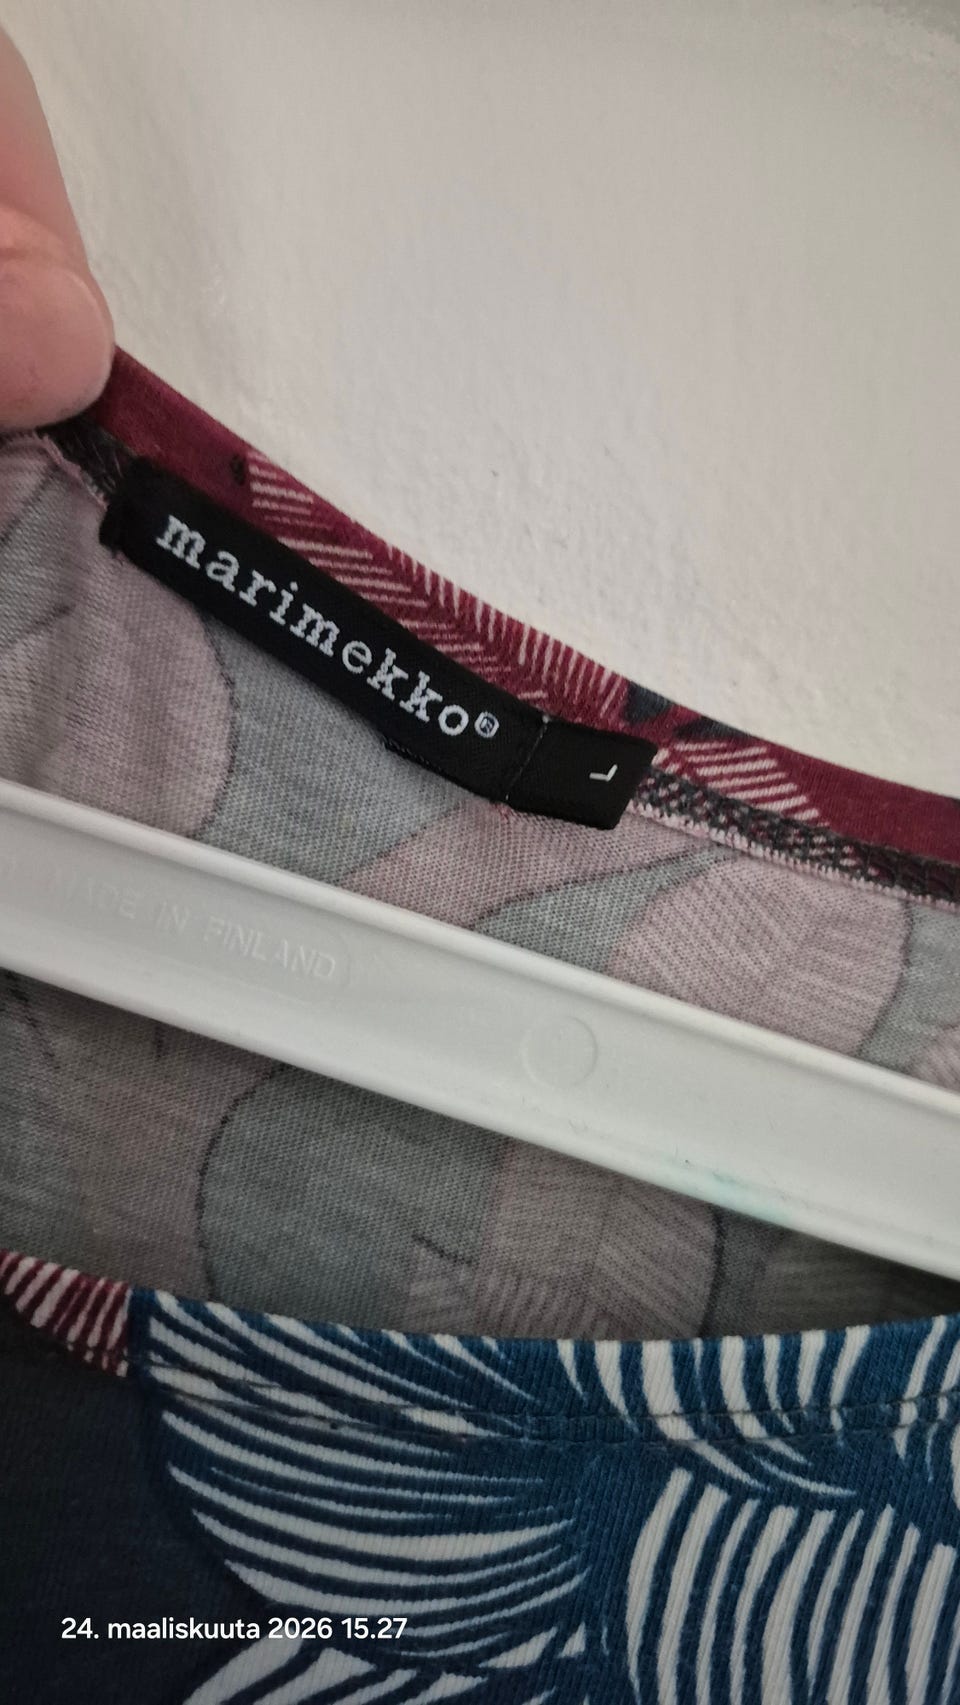 marimekko®
L
MADE IN FINLAND
24. maaliskuuta 2026 15.27